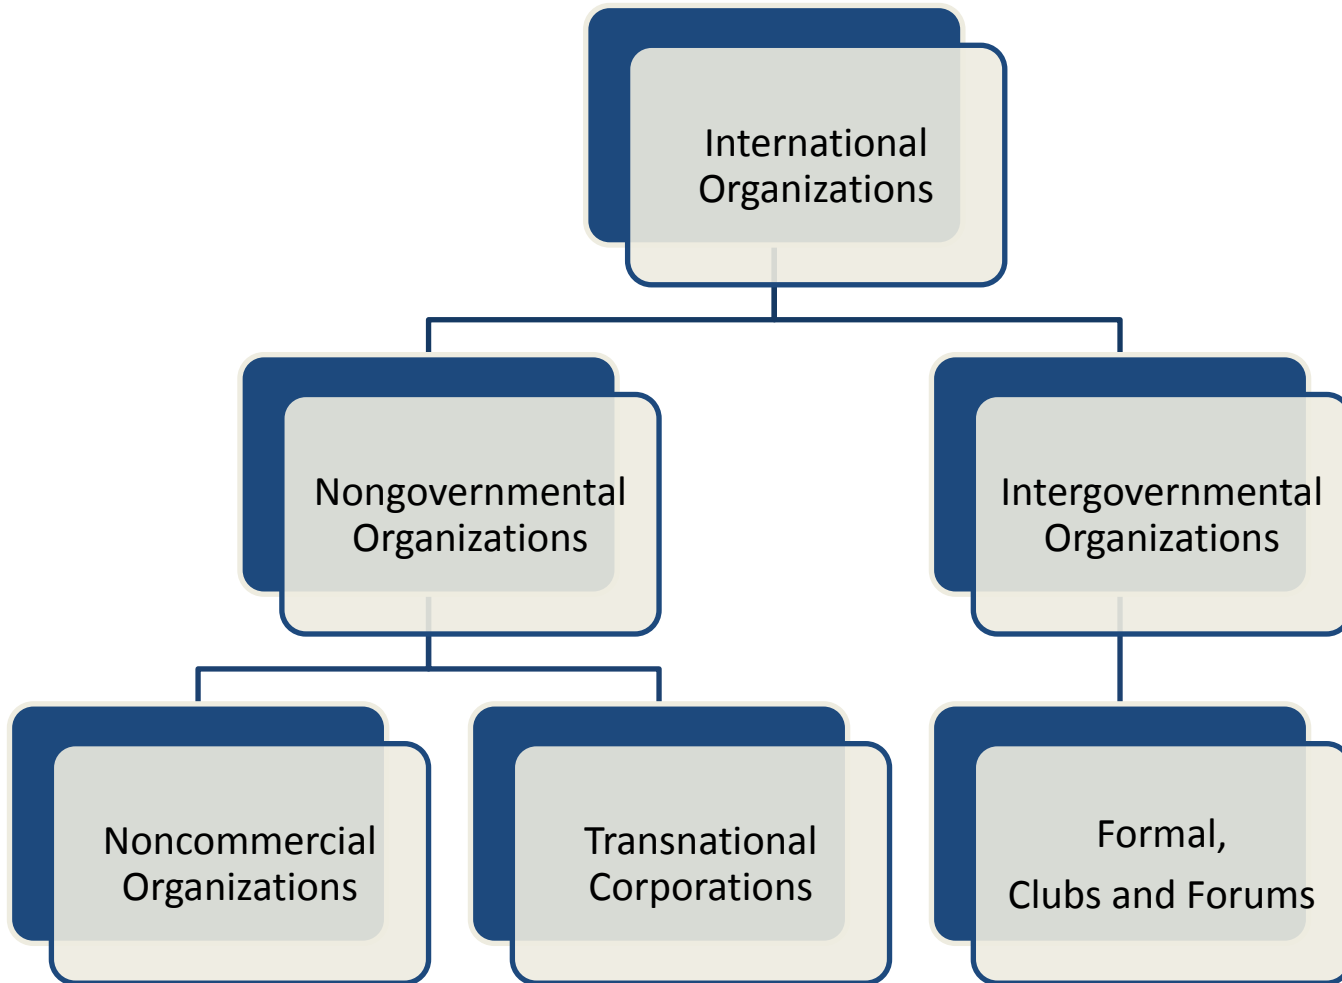 International
Organizations
Nongovernmental
Organizations
Intergovernmental
Organizations
Noncommercial
Organizations
Transnational
Corporations
Formal,
Clubs and Forums